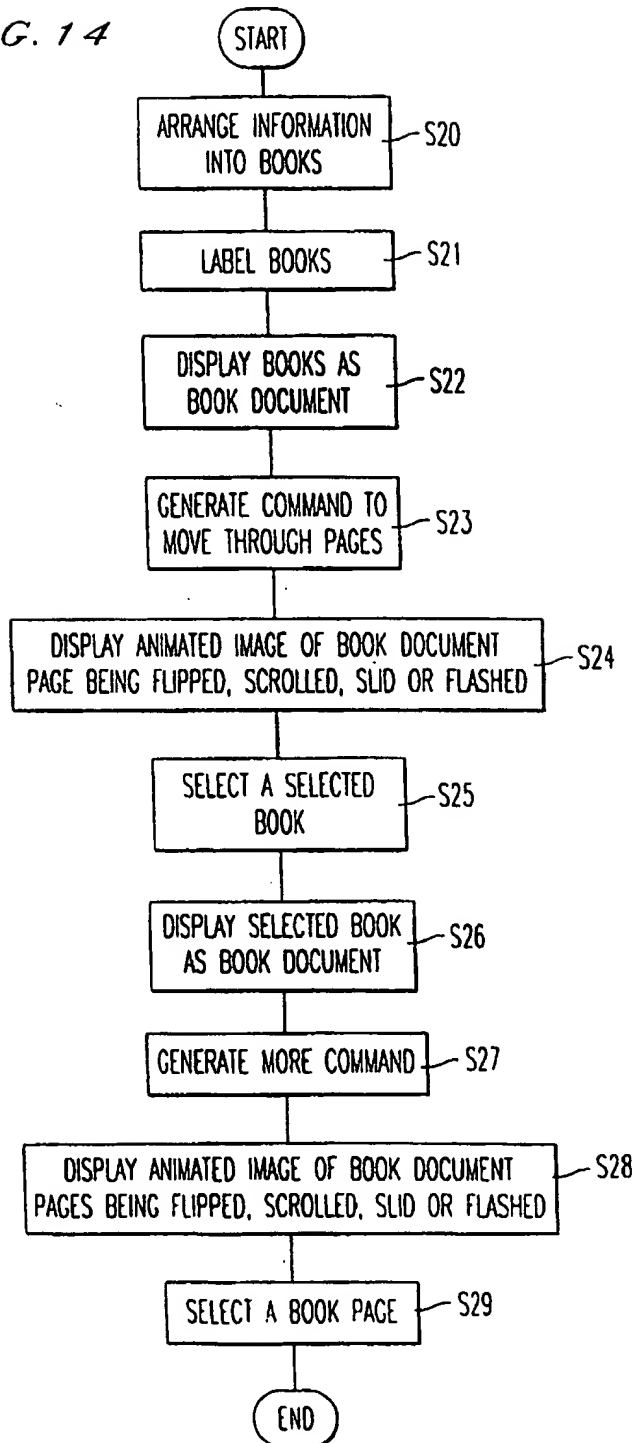 G. 14
START
ARRANGE INFORMATION
INTO BOOKS
S20
LABEL BOOKS
S21
DISPLAY BOOKS AS
BOOK DOCUMENT
S22
GENERATE COMMAND TO
MOVE THROUGH PAGES
S23
DISPLAY ANIMATED IMAGE OF BOOK DOCUMENT
PAGE BEING FLIPPED, SCROLLED, SLID OR FLASHED
S24
SELECT A SELECTED
BOOK
S25
DISPLAY SELECTED BOOK
AS BOOK DOCUMENT
S26
GENERATE MORE COMMAND
S27
DISPLAY ANIMATED IMAGE OF BOOK DOCUMENT
PAGES BEING FLIPPED, SCROLLED, SLID OR FLASHED
S28
SELECT A BOOK PAGE
S29
END